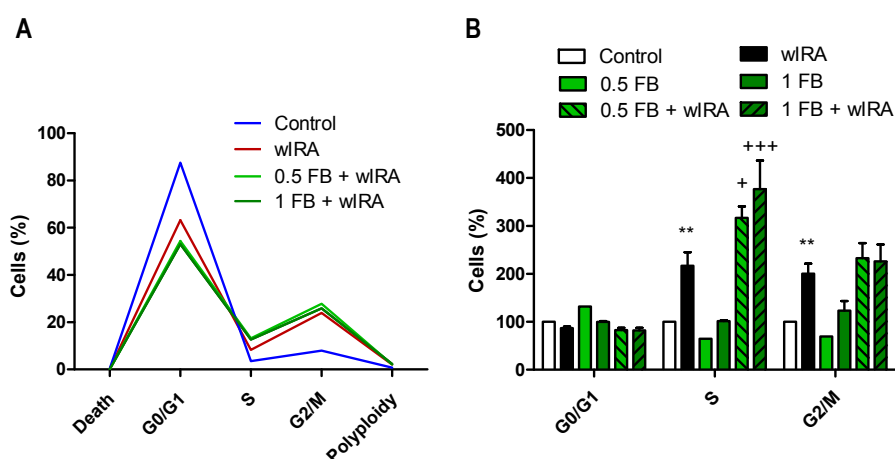 A
Control
wIRA
0.5 FB + wIRA
1 FB + wIRA
Cells (%)
100
80
60
40
20
0
Death
G0/G1
S
G2/M
Polyploidy
B
Control
wIRA
0.5 FB
1 FB
0.5 FB + wIRA
1 FB + wIRA
Cells (%)
500
400
300
200
100
0
**
+
+++
**
G0/G1
S
G2/M